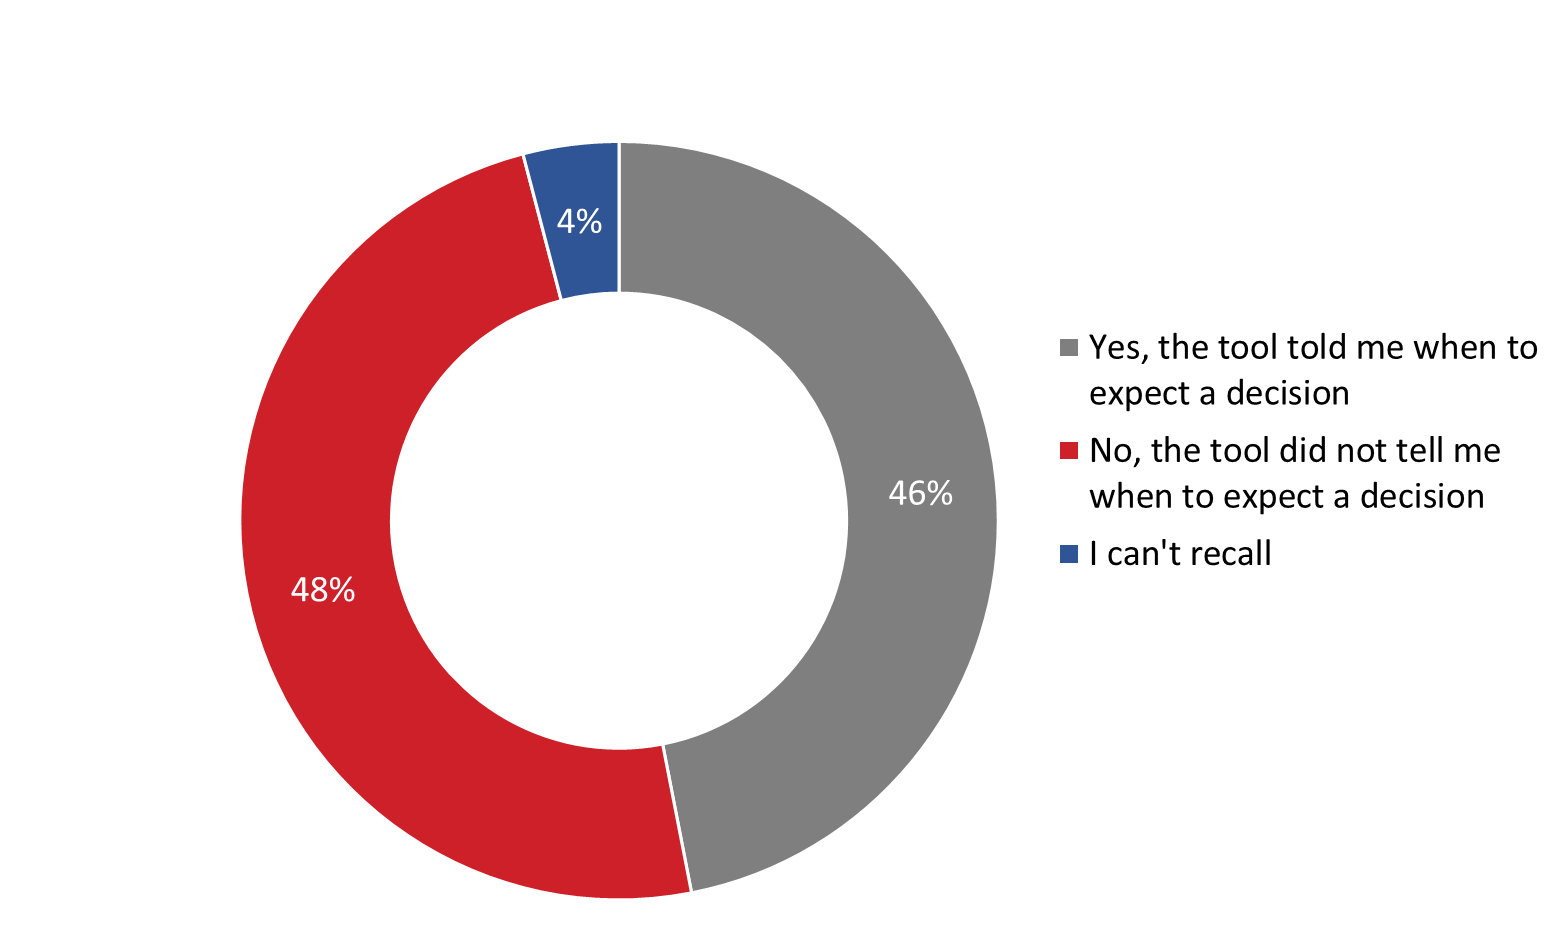 4%
46%
48%
Yes, the tool told me when to
expect a decision
No, the tool did not tell me
when to expect a decision
I can't recall